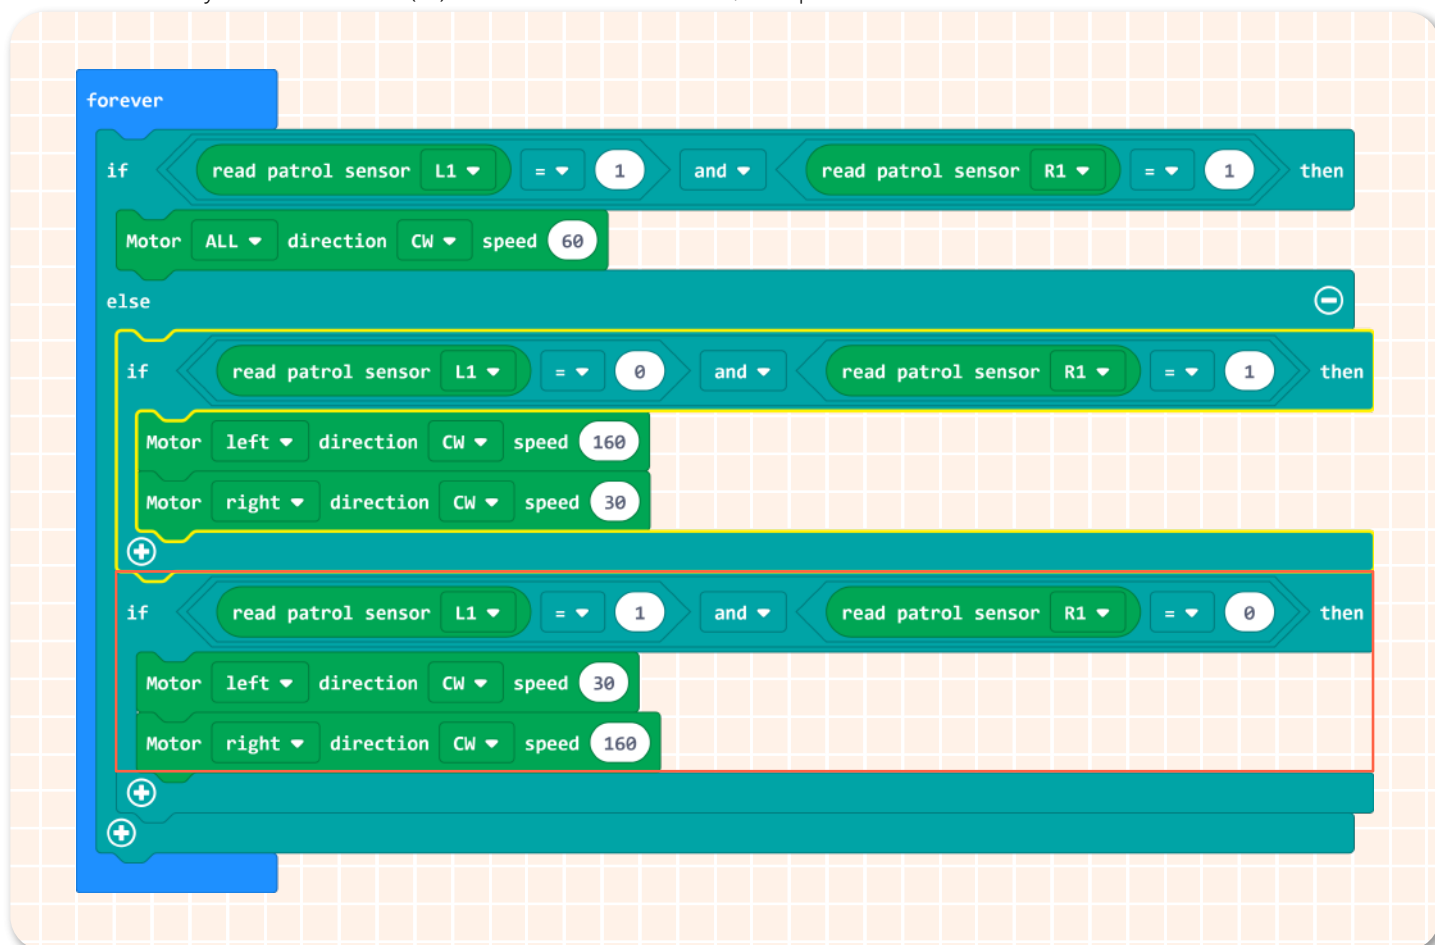 forever
if read patrol sensor L1 = 1 and read patrol sensor R1 = 1 then
Motor ALL direction CW speed 60
else
if read patrol sensor L1 = 0 and read patrol sensor R1 = 1 then
Motor left direction CW speed 160
Motor right direction CW speed 30
if read patrol sensor L1 = 1 and read patrol sensor R1 = 0 then
Motor left direction CW speed 30
Motor right direction CW speed 160